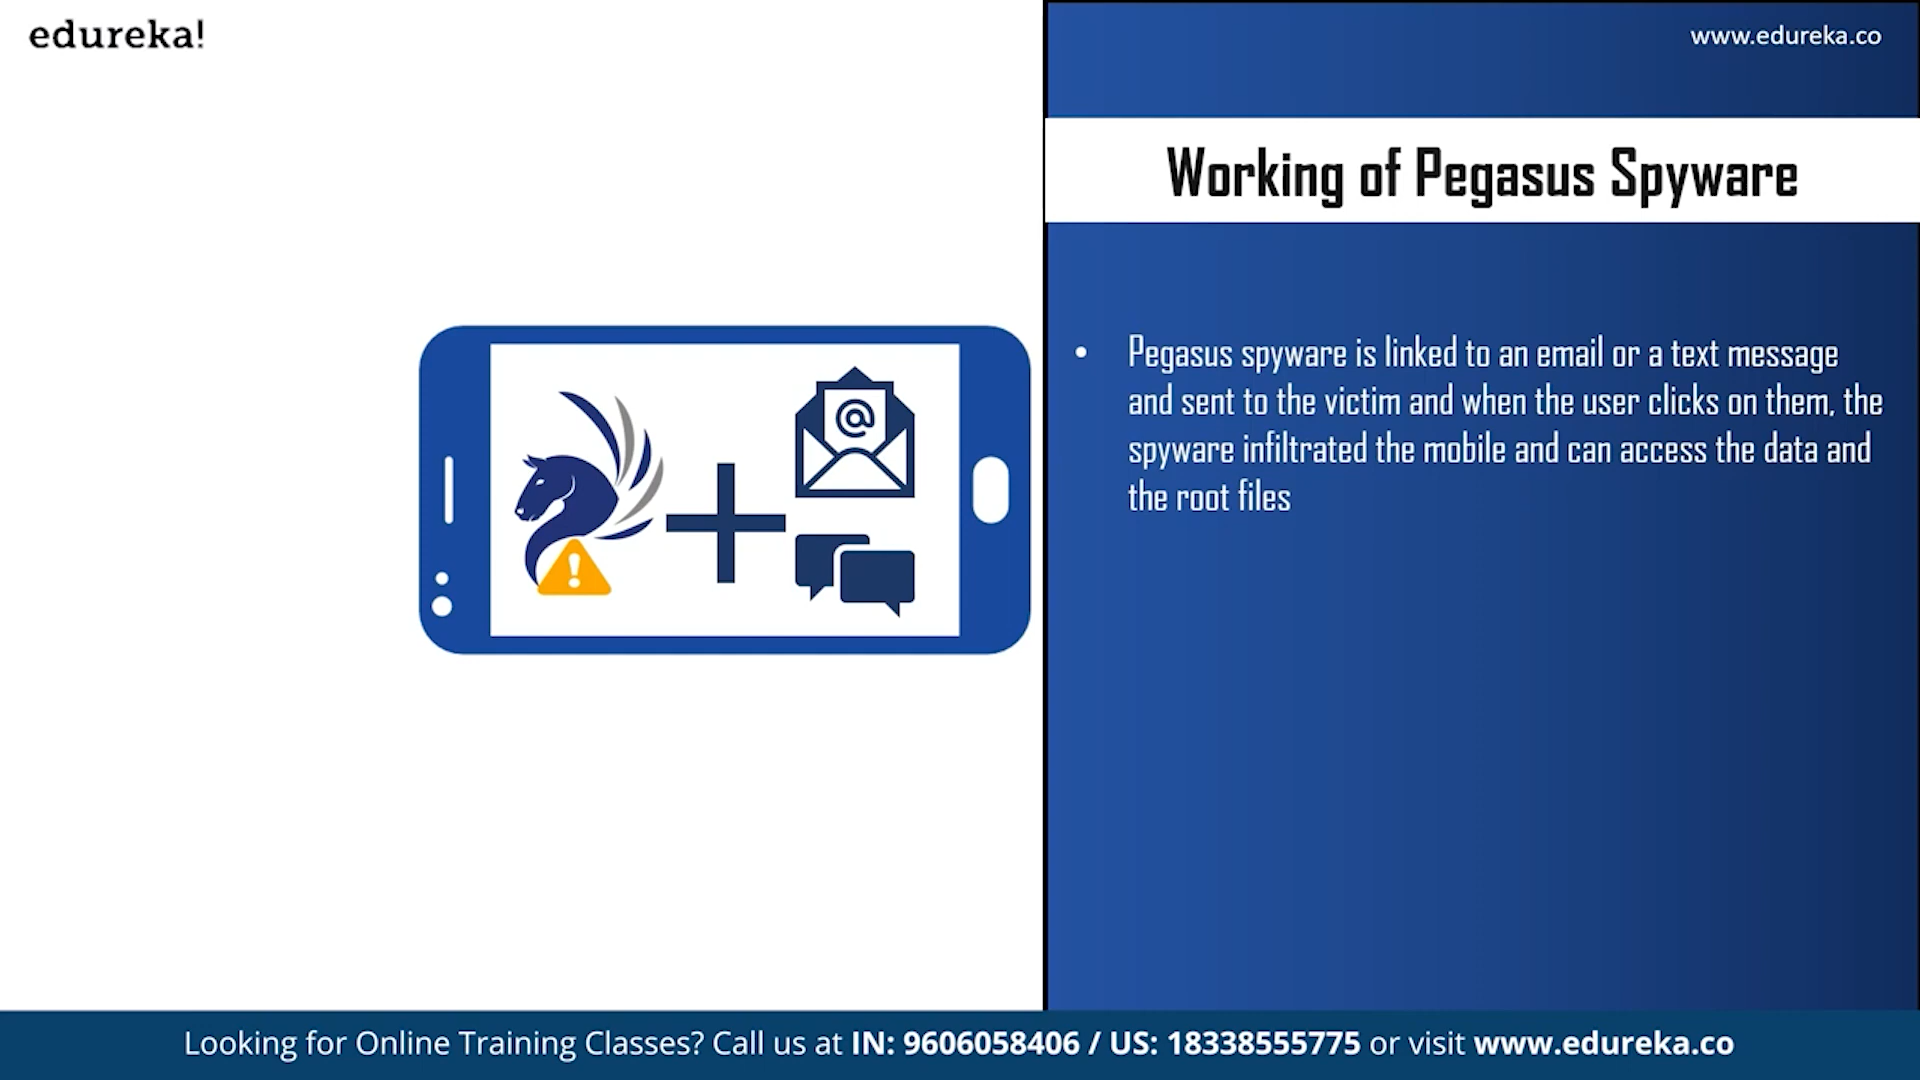 edureka!
www.edureka.co
Working of Pegasus Spyware
• Pegasus spyware is linked to an email or a text message
and sent to the victim and when the user clicks on them, the
spyware infiltrated the mobile and can access the data and
the root files
@
!
Looking for Online Training Classes? Call us at IN: 9606058406 / US: 18338555775 or visit www.edureka.co